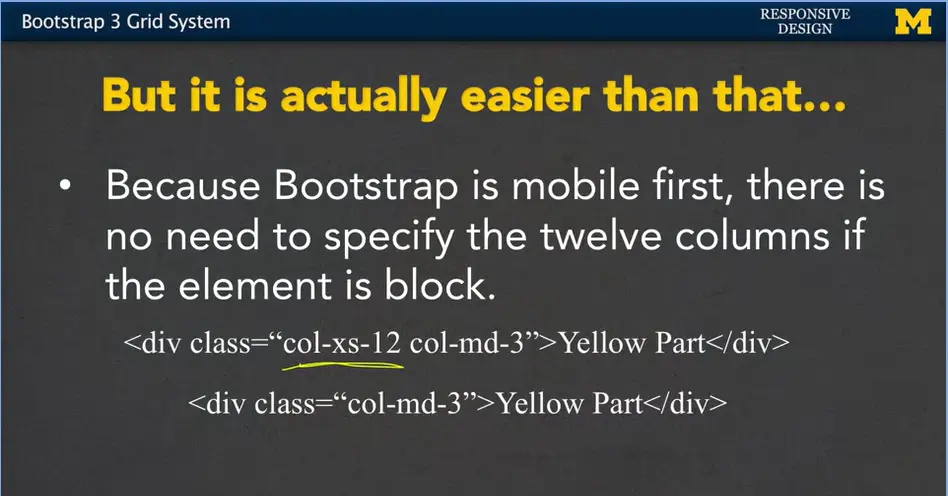 Bootstrap 3 Grid System
RESPONSIVE
DESIGN
M
But it is actually easier than that...
• Because Bootstrap is mobile first, there is
no need to specify the twelve columns if
the element is block.
<div class=“col-xs-12 col-md-3”>Yellow Part</div>
<div class=“col-md-3”>Yellow Part</div>